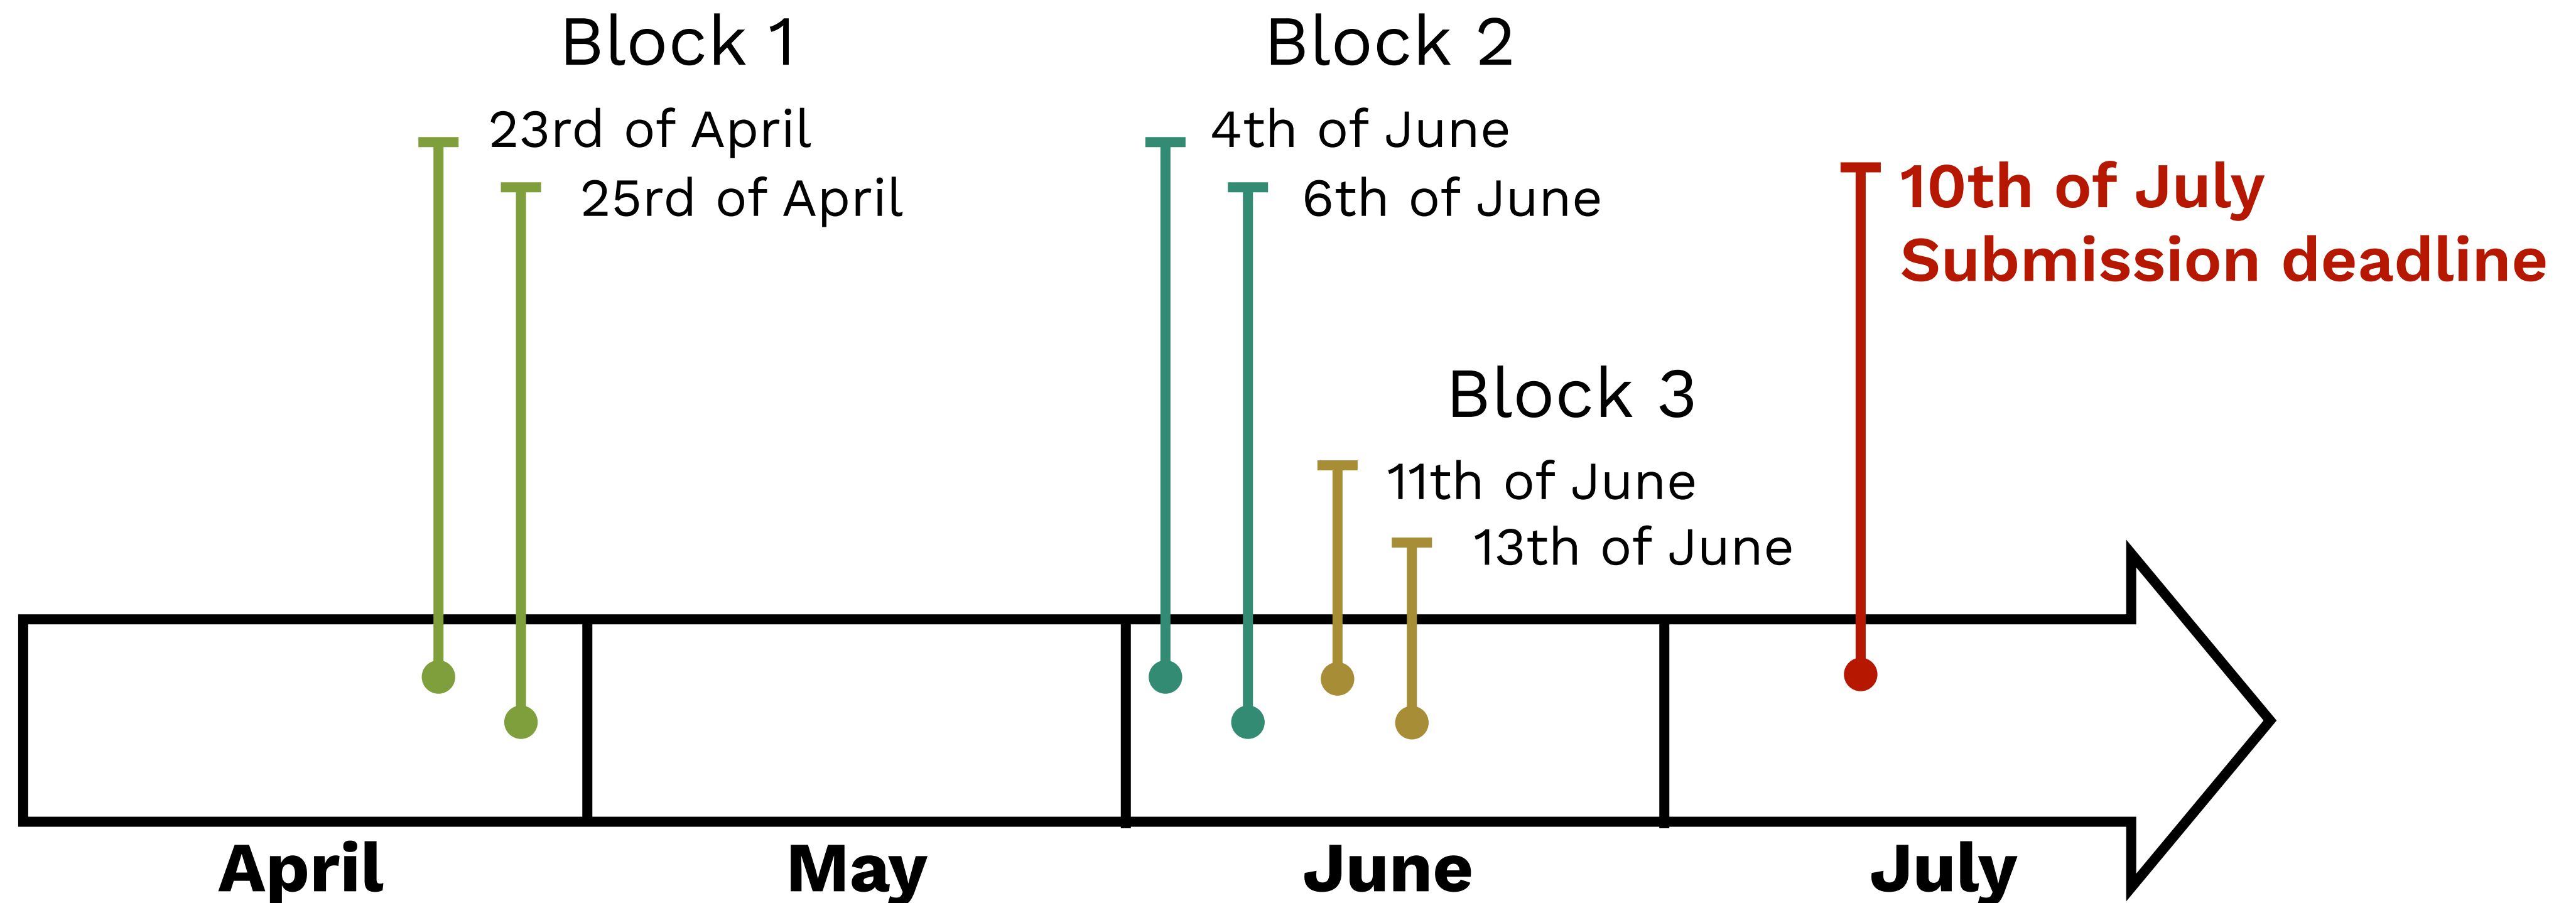 Block 1
23rd of April
25rd of April
Block 2
4th of June
6th of June
10th of July
Submission deadline
Block 3
11th of June
13th of June
April
May
June
July